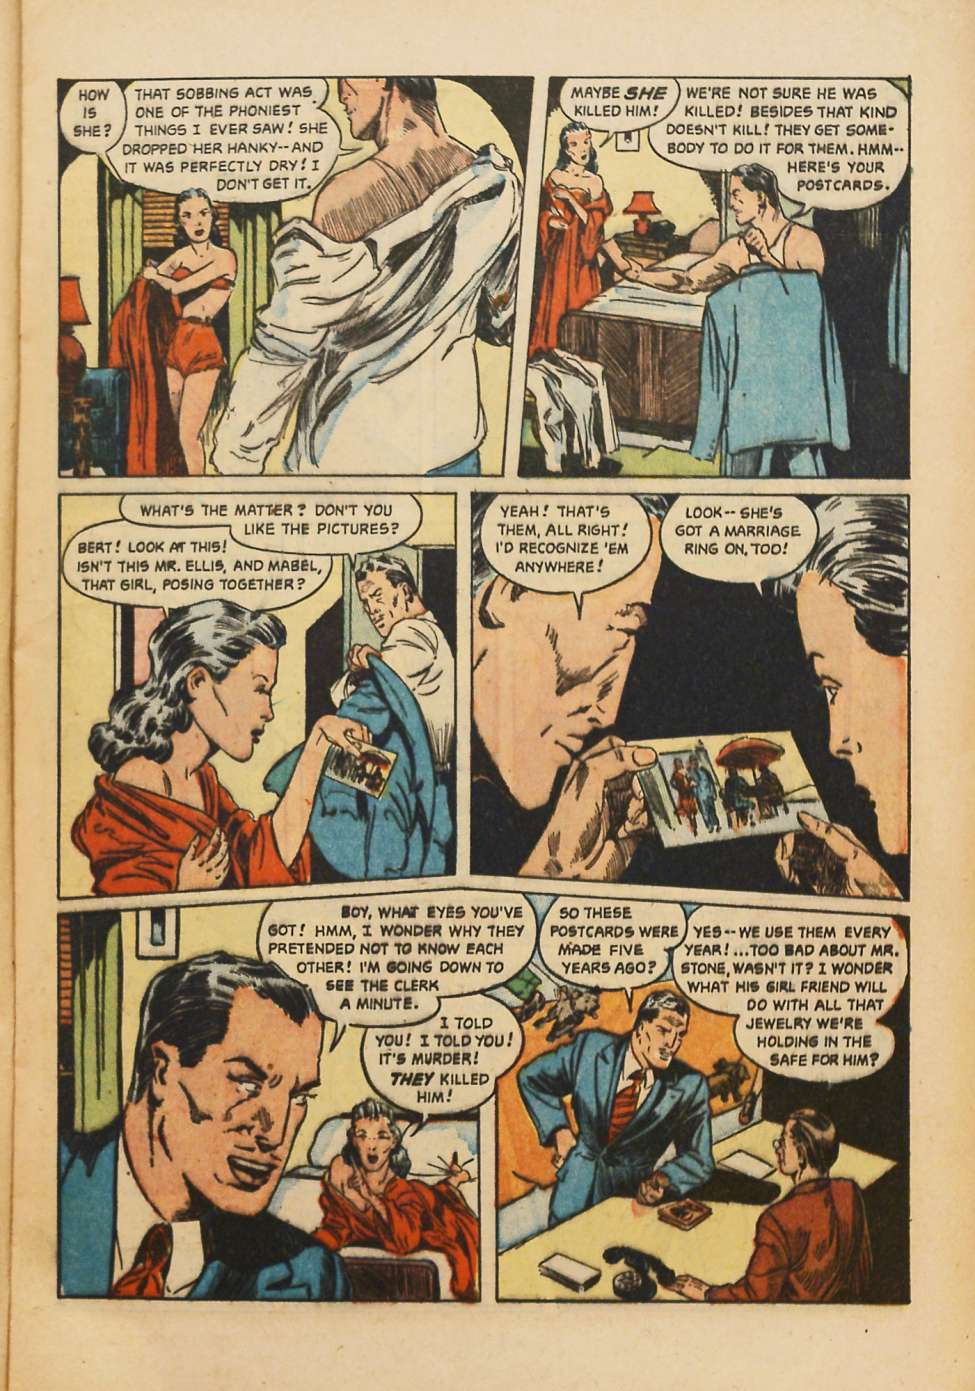 HOW
IS
SHE?
THAT SOBBING ACT WAS
ONE OF THE PHONIEST
THINGS I EVER SAW! SHE
DROPPED HER HANKY--AND
IT WAS PERFECTLY DRY! I
DON'T GET IT.
MAYBE SHE
KILLED HIM!
WE'RE NOT SURE HE WAS
KILLED! BESIDES THAT KIND
DOESN'T KILL! THEY GET SOME-
BODY TO DO IT FOR THEM. HMM--
HERE'S YOUR
POSTCARDS.
WHAT'S THE MATTER? DON'T YOU
LIKE THE PICTURES?
BERT! LOOK AT THIS!
ISN'T THIS MR. ELLIS, AND MABEL,
THAT GIRL, POSING TOGETHER?
YEAH! THAT'S
THEM, ALL RIGHT!
I'D RECOGNIZE 'EM
ANYWHERE!
LOOK-- SHE'S
GOT A MARRIAGE
RING ON, TOO!
BOY, WHAT EYES YOU'VE
GOT! HMM, I WONDER WHY THEY
PRETENDED NOT TO KNOW EACH
OTHER! I'M GOING DOWN TO
SEE THE CLERK
A MINUTE.
I TOLD
YOU! I TOLD YOU!
IT'S MURDER!
THEY KILLED
HIM!
SO THESE
POSTCARDS WERE
MADE FIVE
YEARS AGO?
YES--WE USE THEM EVERY
YEAR! ...TOO BAD ABOUT MR.
STONE, WASN'T IT? I WONDER
WHAT HIS GIRL FRIEND WILL
DO WITH ALL THAT
JEWELRY WE'RE
HOLDING IN THE
SAFE FOR HIM?